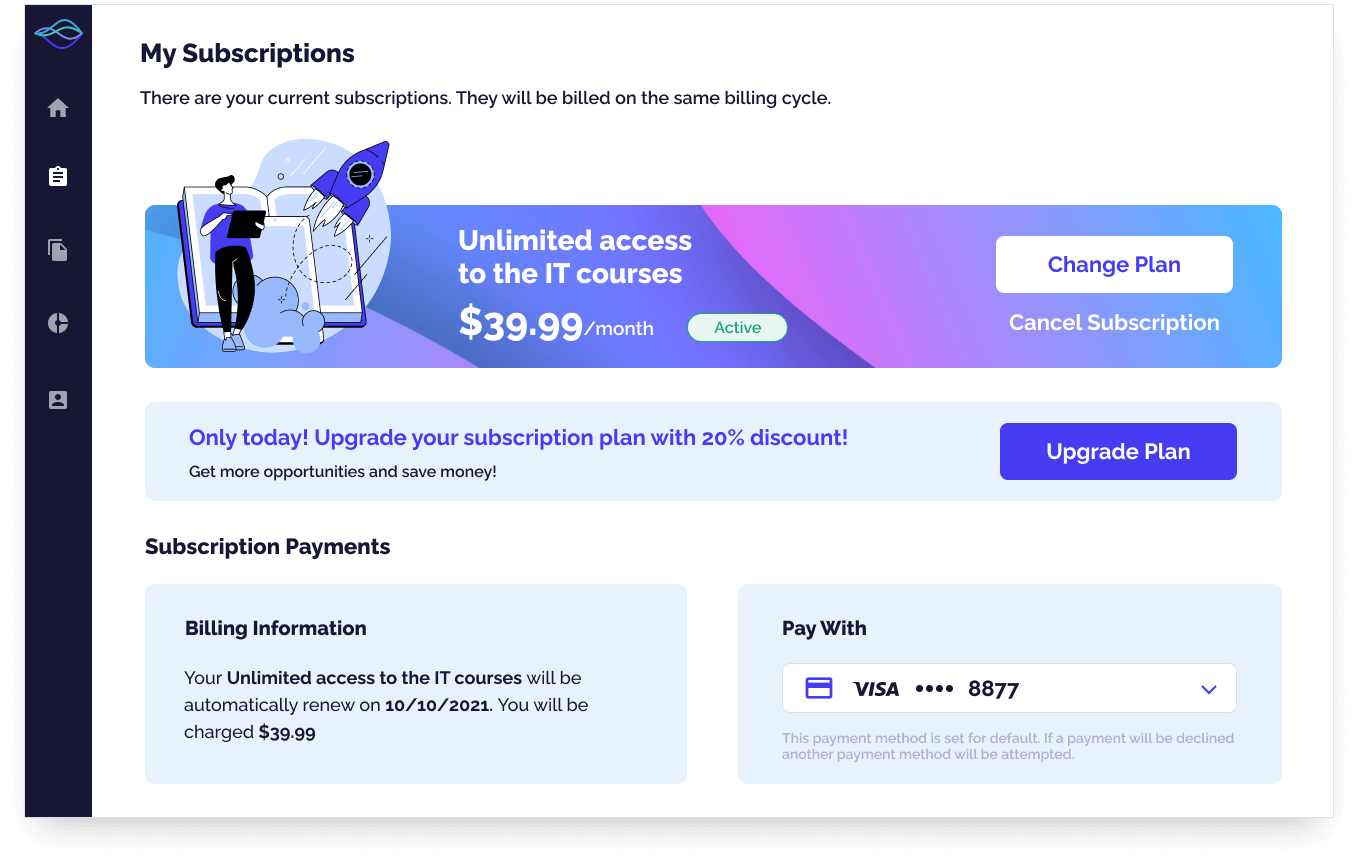 My Subscriptions
There are your current subscriptions. They will be billed on the same billing cycle.
Unlimited access
to the IT courses
$39.99/month
Active
Change Plan
Cancel Subscription
Only today! Upgrade your subscription plan with 20% discount!
Get more opportunities and save money!
Upgrade Plan
Subscription Payments
Billing Information
Your Unlimited access to the IT courses will be
automatically renew on 10/10/2021. You will be
charged $39.99
Pay With
VISA •••• 8877
This payment method is set for default. If a payment will be declined
another payment method will be attempted.